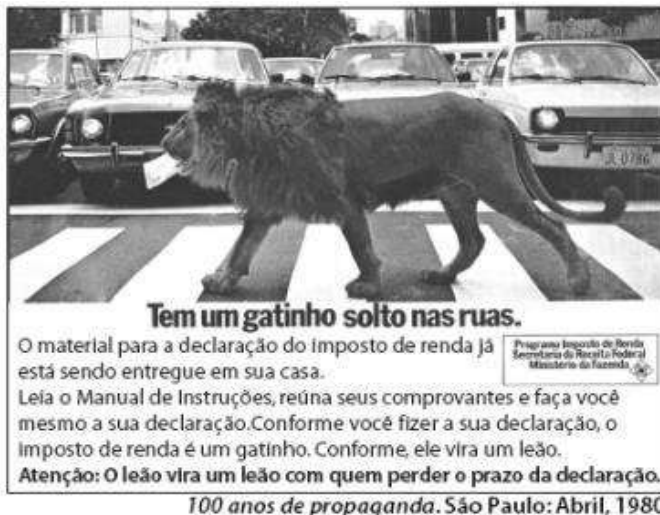 JL-0786
Tem um gatinho solto nas ruas.
O material para a declaração do imposto de renda já
está sendo entregue em sua casa.
Programa Imposto de Renda
Secretaria da Receita Federal
Ministério da Fazenda
Leia o Manual de Instruções, reúna seus comprovantes e faça você
mesmo a sua declaração.Conforme você fizer a sua declaração, o
imposto de renda é um gatinho. Conforme, ele vira um leão.
Atenção: O leão vira um leão com quem perder o prazo da declaração.
100 anos de propaganda. São Paulo: Abril, 1980